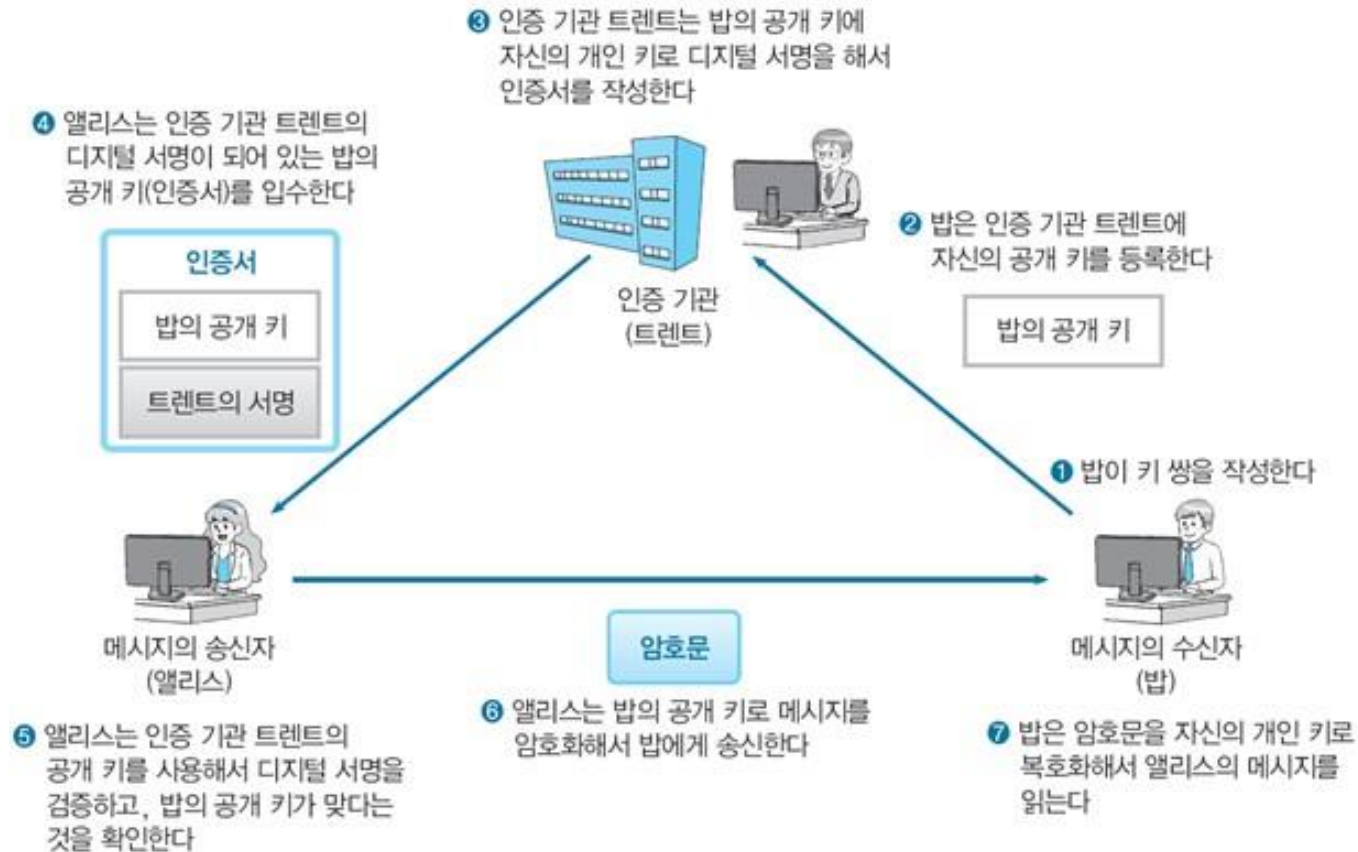 ❸ 인증 기관 트렌트는 밥의 공개 키에
자신의 개인 키로 디지털 서명을 해서
인증서를 작성한다
❹ 앨리스는 인증 기관 트렌트의
디지털 서명이 되어 있는 밥의
공개 키(인증서)를 입수한다
인증서
밥의 공개 키
트렌트의 서명
인증 기관
(트렌트)
❷ 밥은 인증 기관 트렌트에
자신의 공개 키를 등록한다
밥의 공개 키
❶ 밥이 키 쌍을 작성한다
메시지의 송신자
(앨리스)
암호문
메시지의 수신자
(밥)
❺ 앨리스는 인증 기관 트렌트의
공개 키를 사용해서 디지털 서명을
검증하고, 밥의 공개 키가 맞다는
것을 확인한다
❻ 앨리스는 밥의 공개 키로 메시지를
암호화해서 밥에게 송신한다
❼ 밥은 암호문을 자신의 개인 키로
복호화해서 앨리스의 메시지를
읽는다